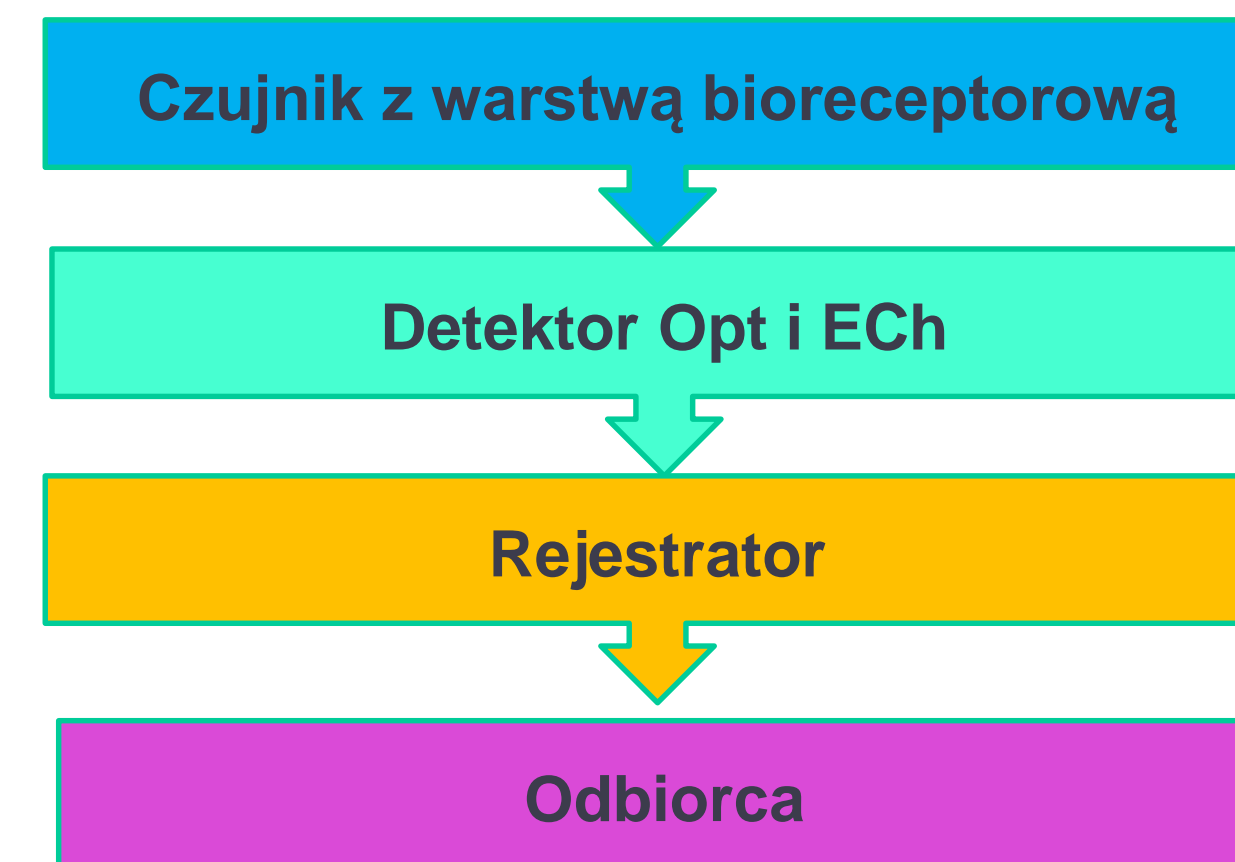 Czujnik z warstwą bioreceptorową
Detektor Opt i ECh
Rejestrator
Odbiorca